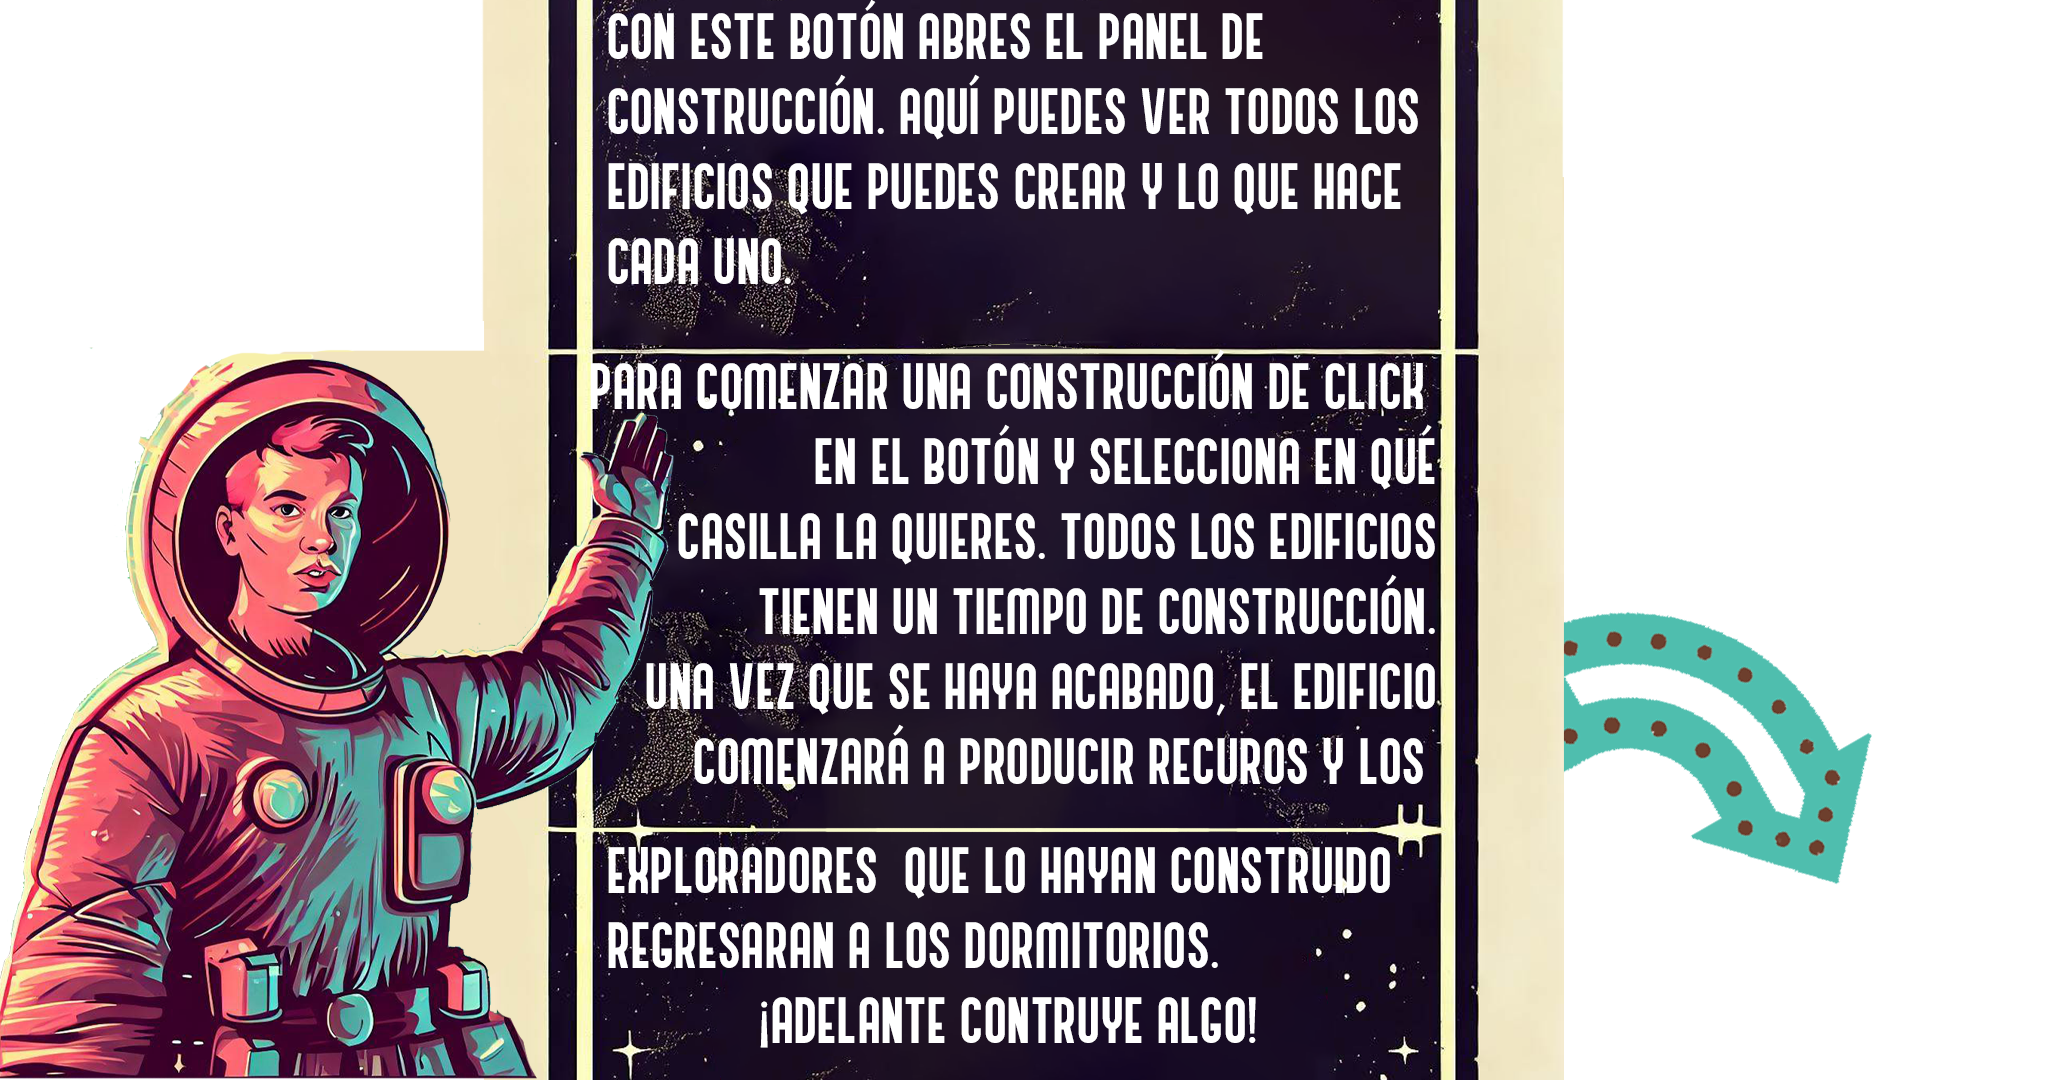 CON ESTE BOTÓN ABRES EL PANEL DE
CONSTRUCCIÓN. AQUÍ PUEDES VER TODOS LOS
EDIFICIOS QUE PUEDES CREAR Y LO QUE HACE
CADA UNO.
PARA COMENZAR UNA CONSTRUCCIÓN DE CLICK
EN EL BOTÓN Y SELECCIONA EN QUÉ
CASILLA LA QUIERES. TODOS LOS EDIFICIOS
TIENEN UN TIEMPO DE CONSTRUCCIÓN.
UNA VEZ QUE SE HAYA ACABADO, EL EDIFICIO
COMENZARÁ A PRODUCIR RECUROS Y LOS
EXPLORADORES QUE LO HAYAN CONSTRUIDO
REGRESARAN A LOS DORMITORIOS.
¡ADELANTE CONTRUYE ALGO!